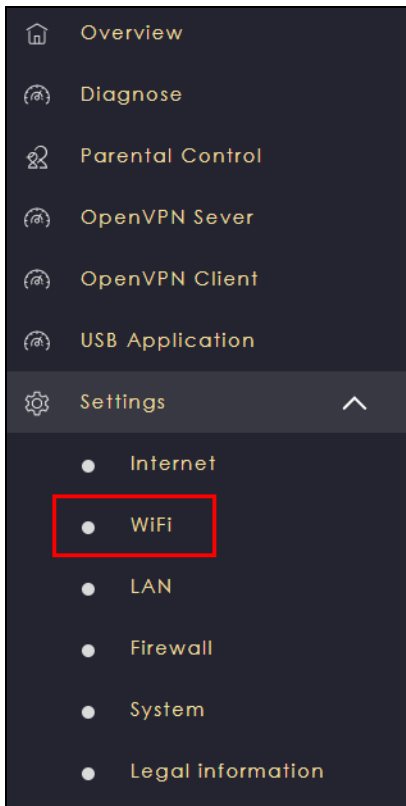 Overview
Diagnose
Parental Control
OpenVPN Sever
OpenVPN Client
USB Application
Settings
Internet
WiFi
LAN
Firewall
System
Legal information